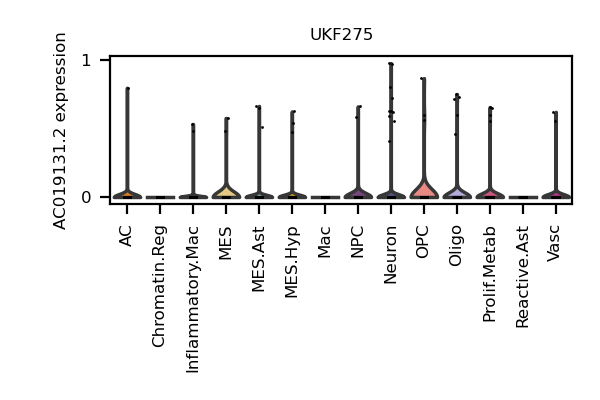 UKF275
AC019131.2 expression
1
0
AC
Chromatin.Reg
Inflammatory.Mac
MES
MES.Ast
MES.Hyp
Mac
NPC
Neuron
OPC
Oligo
Prolif.Metab
Reactive.Ast
Vasc